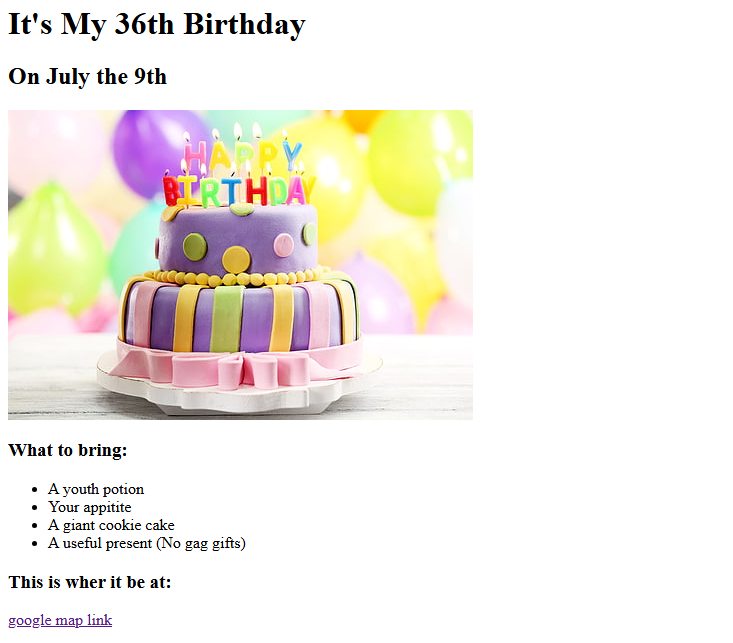 It's My 36th Birthday
On July the 9th
HAPPY
BIRTHDAY
What to bring:
A youth potion
Your appitite
A giant cookie cake
A useful present (No gag gifts)
This is wher it be at:
google map link